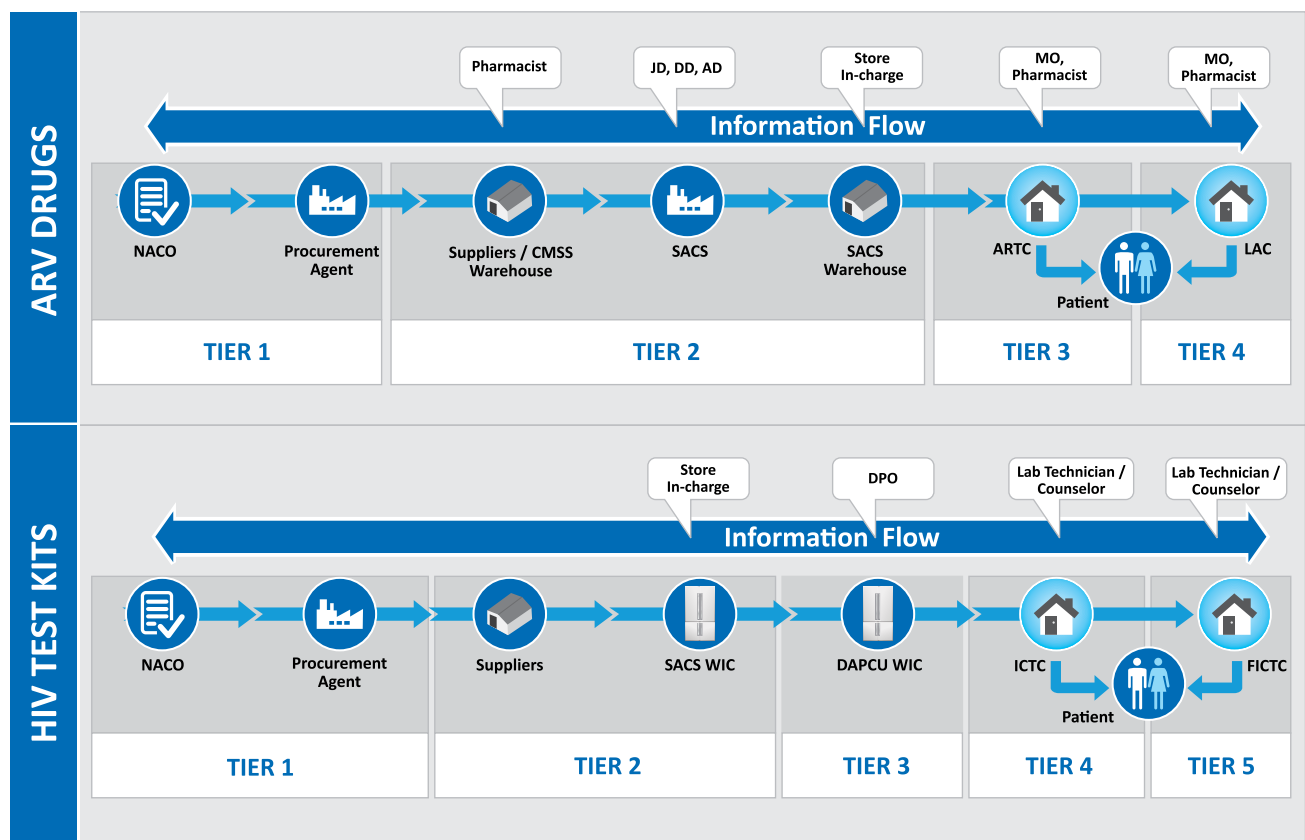 ARV DRUGS
Pharmacist
JD, DD, AD
Store
In-charge
MO,
Pharmacist
MO,
Pharmacist
Information Flow
NACO
Procurement
Agent
Suppliers / CMSS
Warehouse
SACS
SACS
Warehouse
ARTC
LAC
Patient
TIER 1
TIER 2
TIER 3
TIER 4
HIV TEST KITS
Store
In-charge
DPO
Lab Technician /
Counselor
Lab Technician /
Counselor
Information Flow
NACO
Procurement
Agent
Suppliers
SACS WIC
DAPCU WIC
ICTC
FICTC
Patient
TIER 1
TIER 2
TIER 3
TIER 4
TIER 5